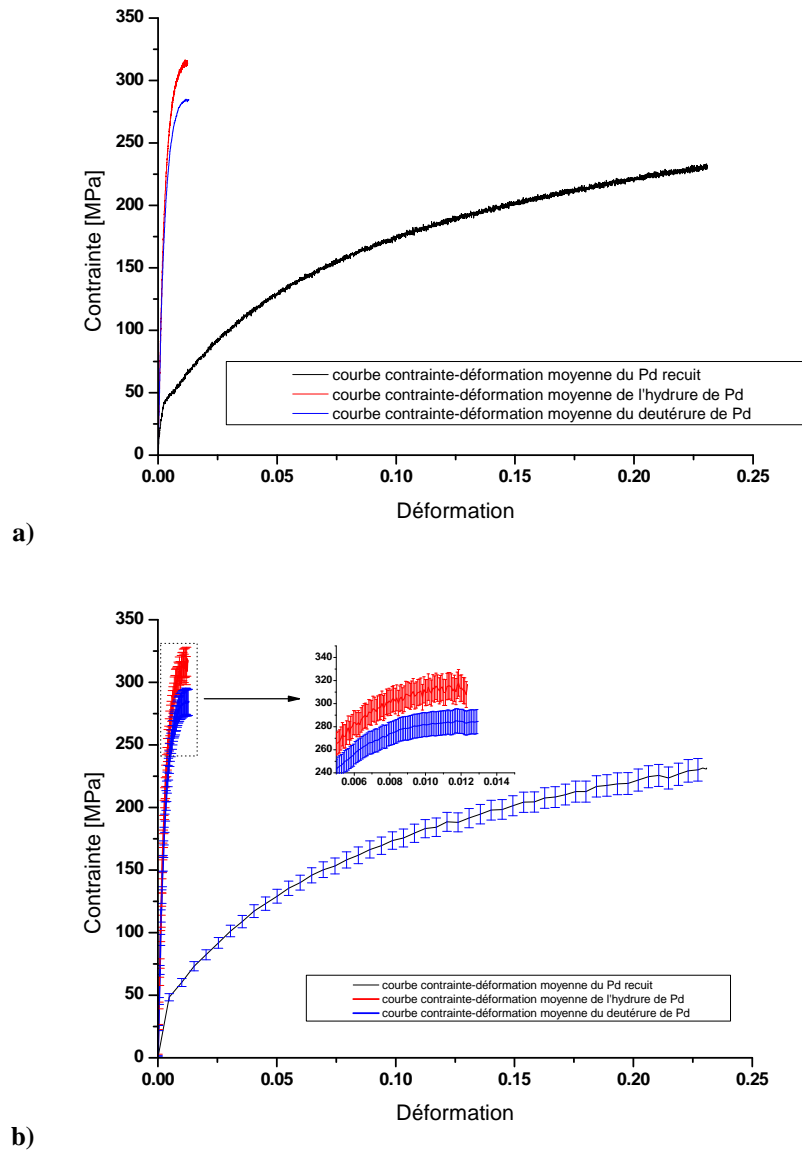 350
300
250
200
150
100
50
0
Contrainte [MPa]
courbe contrainte-déformation moyenne du Pd recuit
courbe contrainte-déformation moyenne de l'hydrure de Pd
courbe contrainte-déformation moyenne du deutérure de Pd
0.00 0.05 0.10 0.15 0.20 0.25
Déformation
a)
350
300
250
200
150
100
50
0
Contrainte [MPa]
340
320
300
280
260
240
0.006 0.008 0.010 0.012 0.014
courbe contrainte-déformation moyenne du Pd recuit
courbe contrainte-déformation moyenne de l'hydrure de Pd
courbe contrainte-déformation moyenne du deutérure de Pd
0.00 0.05 0.10 0.15 0.20 0.25
Déformation
b)